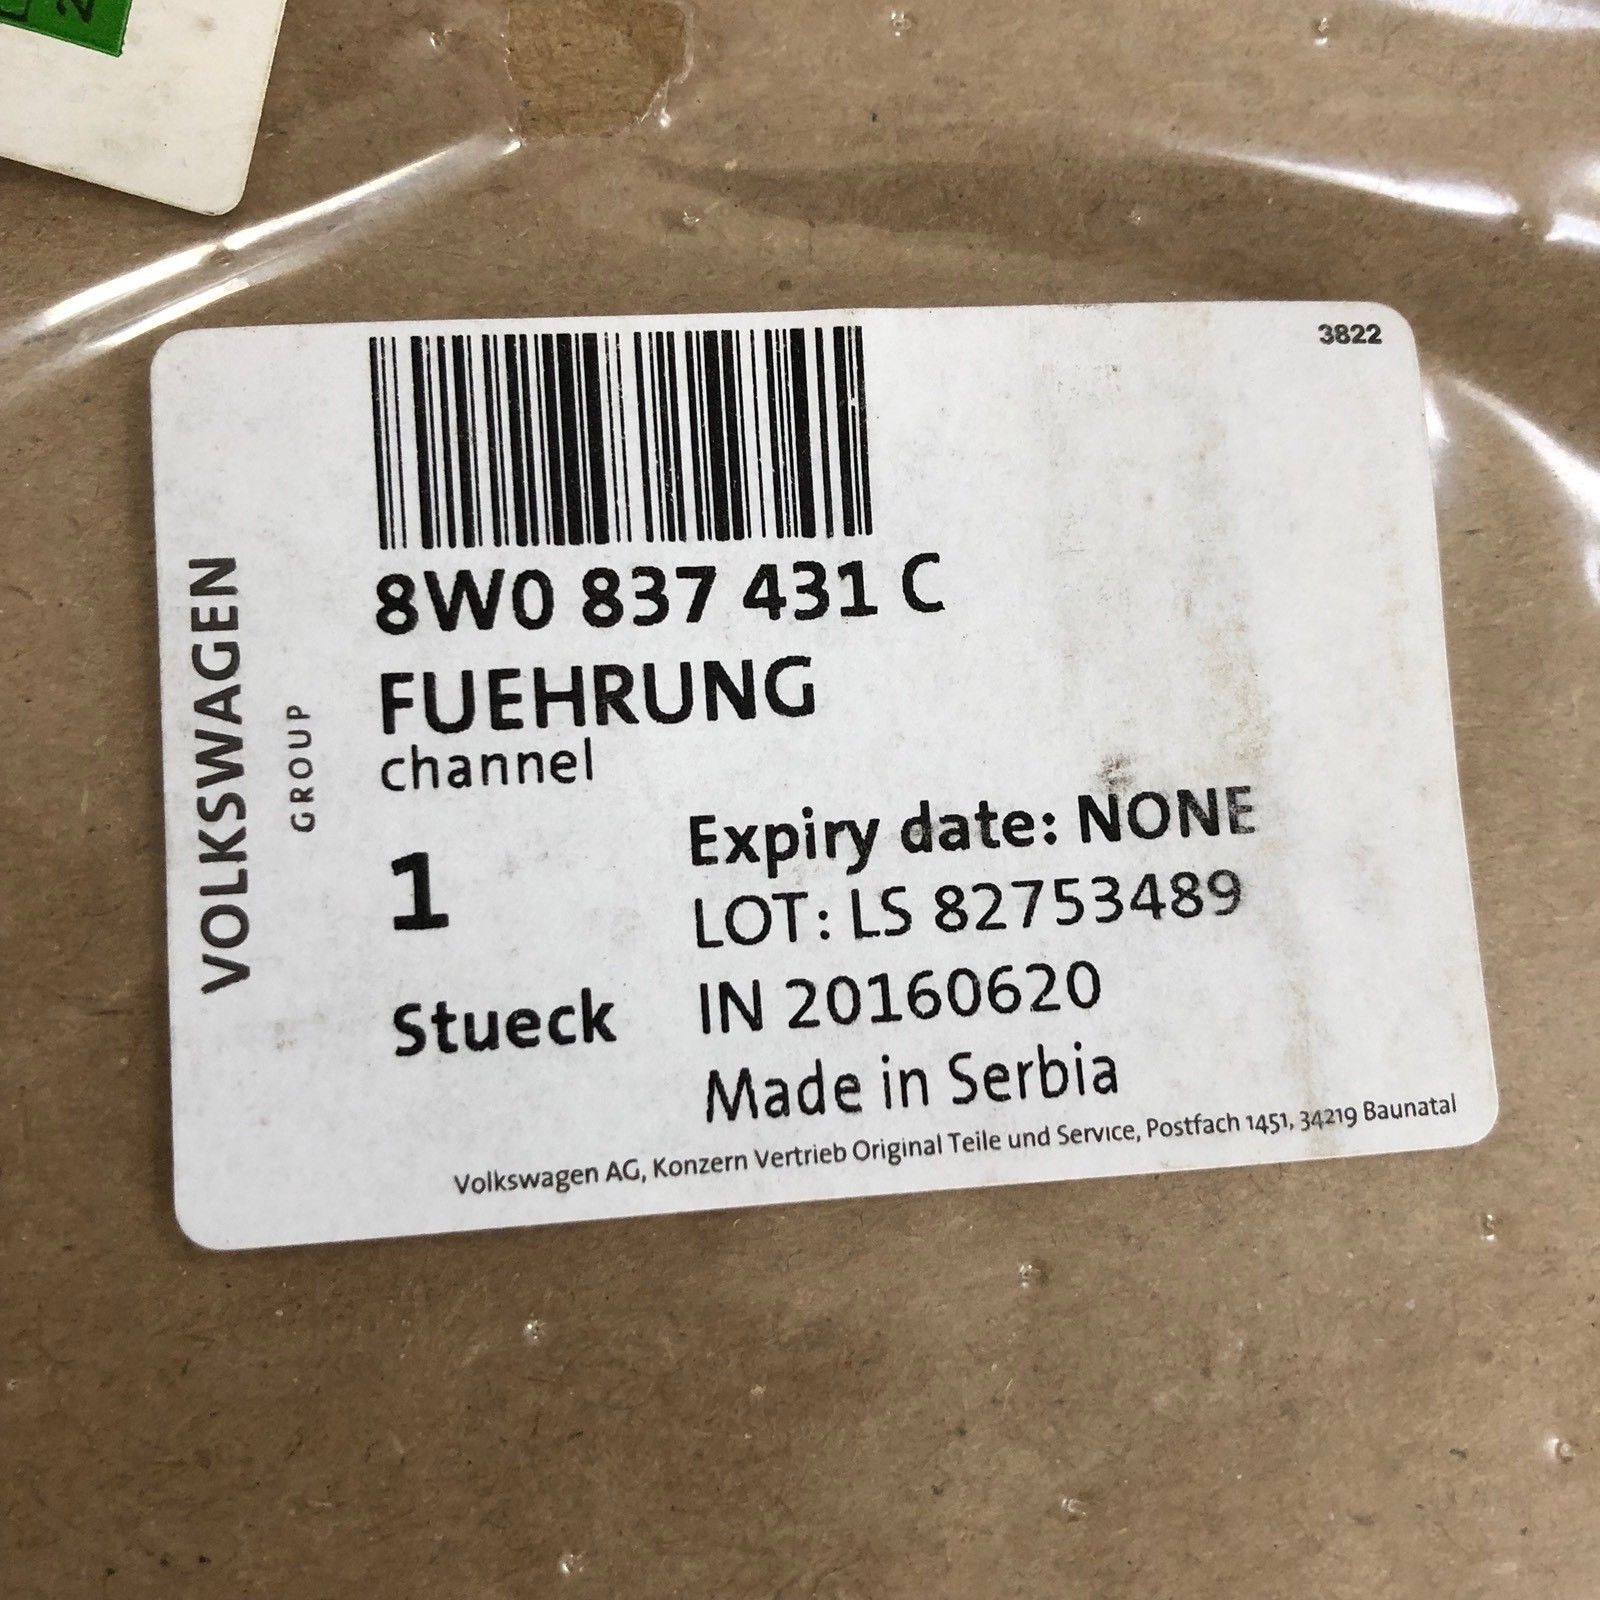 3822
VOLKSWAGEN
GROUP
8W0 837 431 C
FUEHRUNG
channel
1
Stueck
Expiry date: NONE
LOT: LS 82753489
IN 20160620
Made in Serbia
Volkswagen AG, Konzern Vertrieb Original Teile und Service, Postfach 1451, 34219 Baunatal